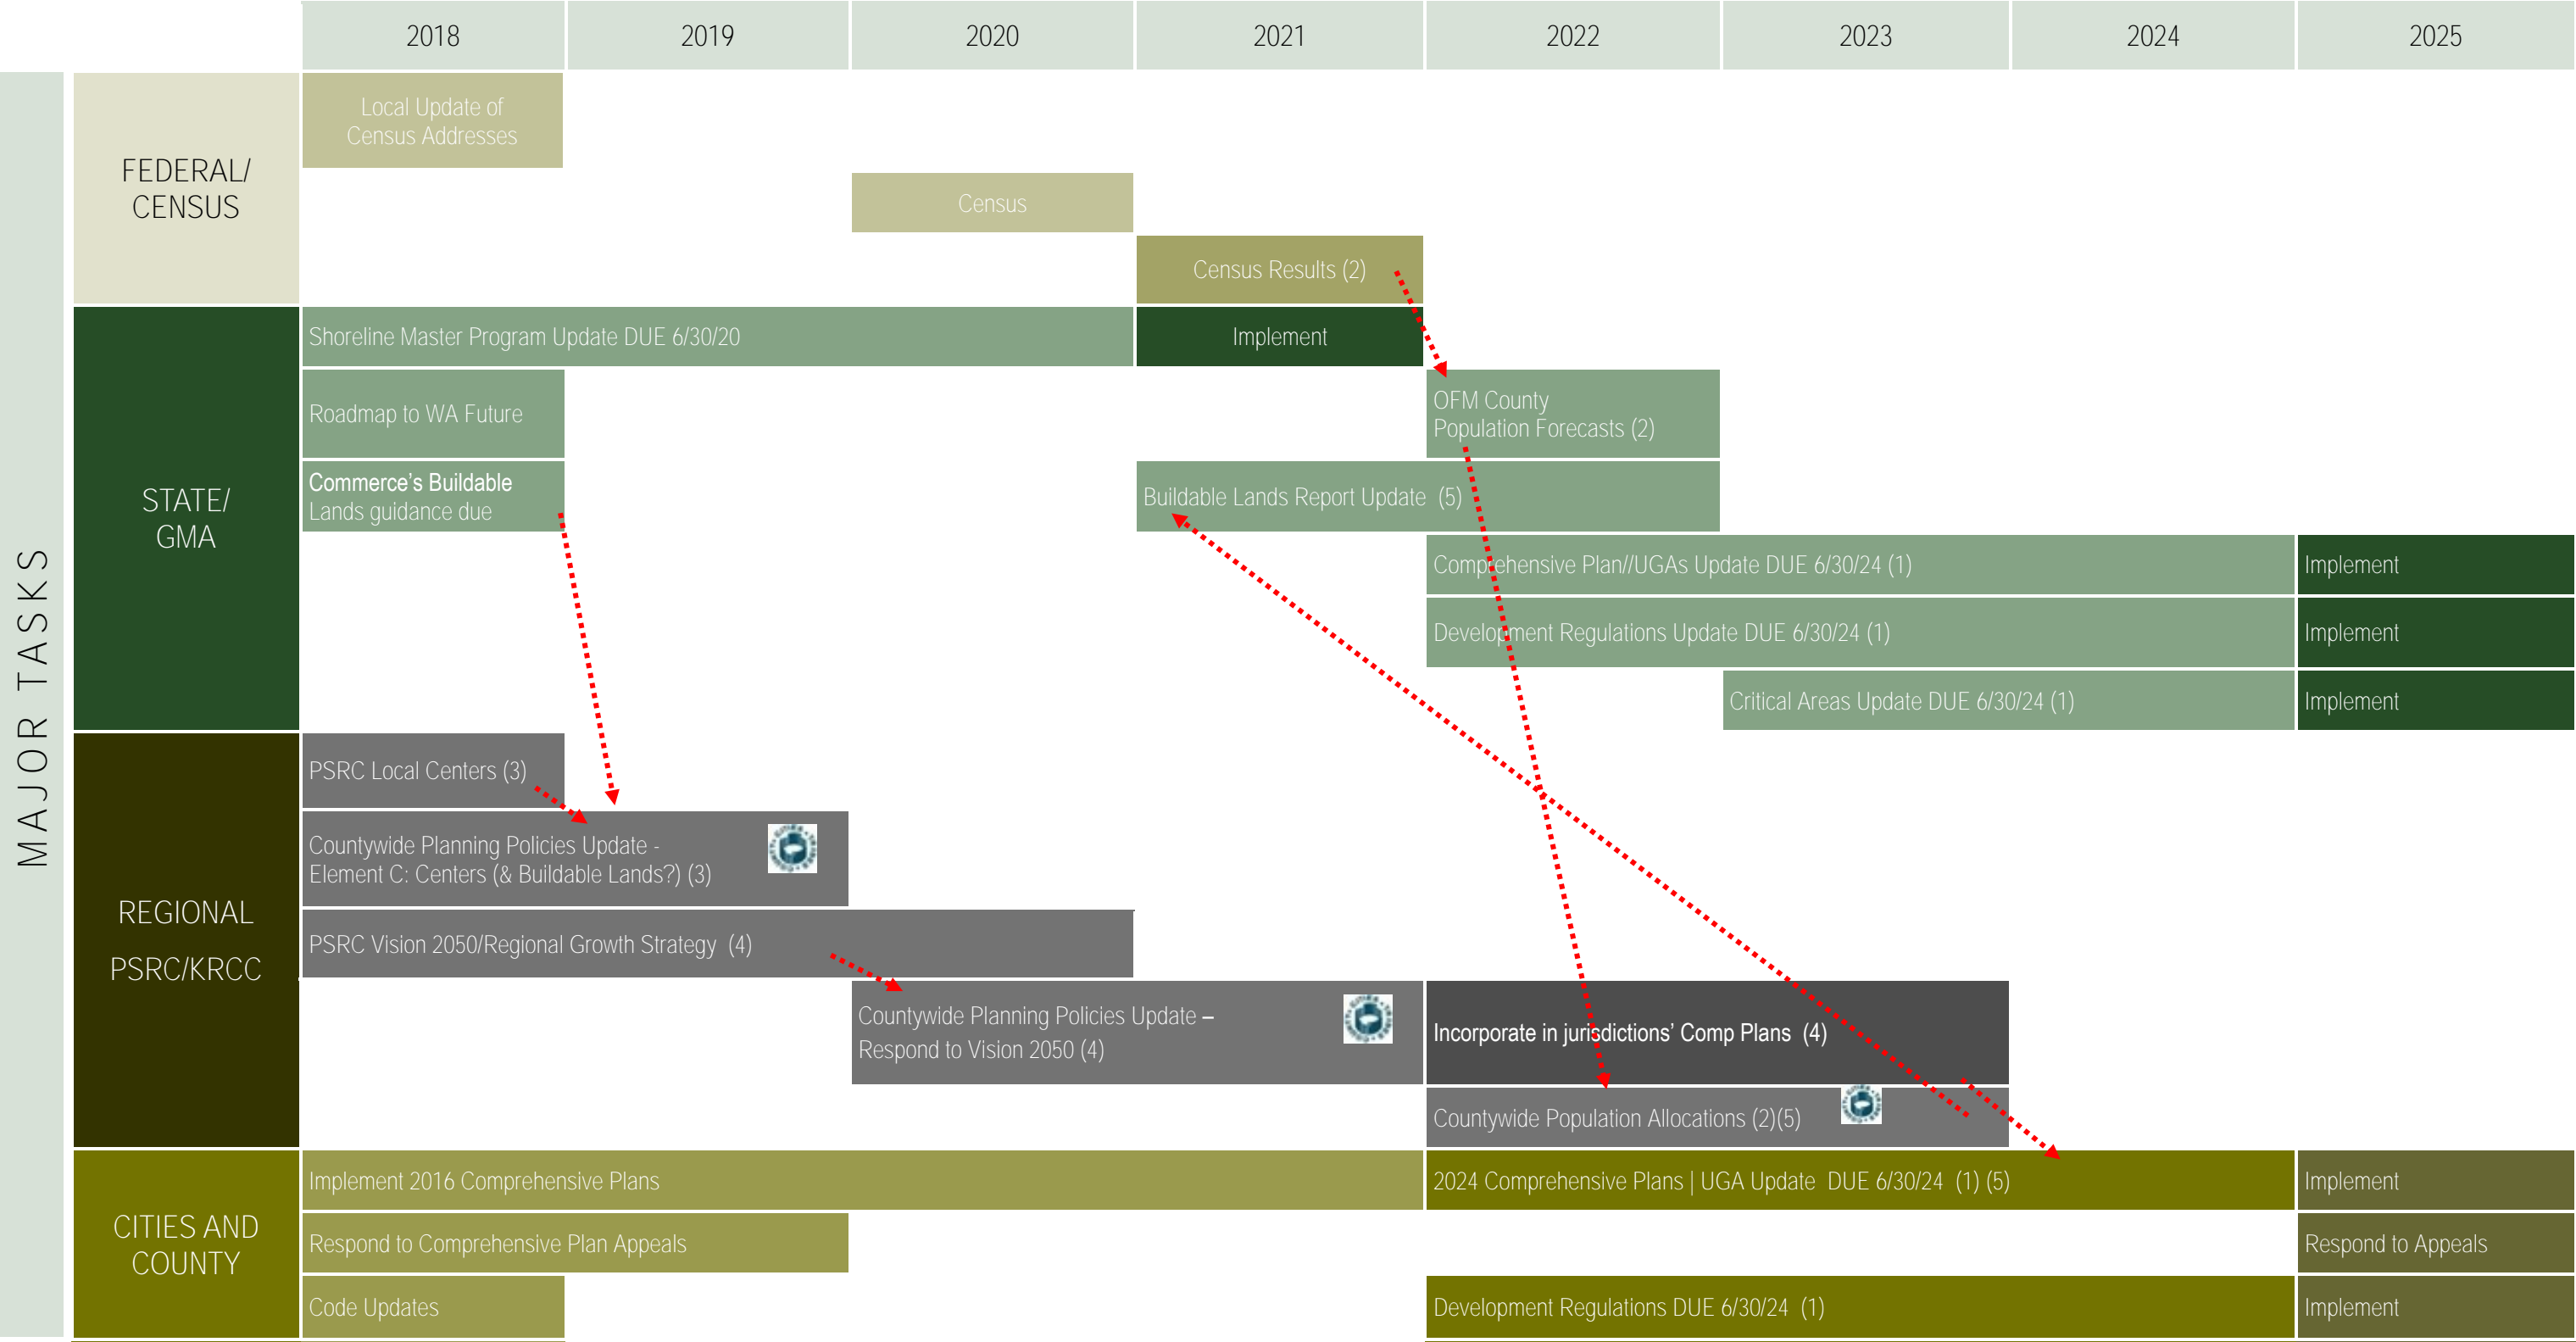 2018 2019 2020 2021 2022 2023 2024 2025
MAJOR TASKS
FEDERAL/
CENSUS
Local Update of
Census Addresses
Census
Census Results (2)
STATE/
GMA
Shoreline Master Program Update DUE 6/30/20
Implement
Roadmap to WA Future
OFM County
Population Forecasts (2)
Commerce’s Buildable
Lands guidance due
Buildable Lands Report Update (5)
Comprehensive Plan//UGAs Update DUE 6/30/24 (1)
Implement
Development Regulations Update DUE 6/30/24 (1)
Implement
Critical Areas Update DUE 6/30/24 (1)
Implement
REGIONAL
PSRC/KRCC
PSRC Local Centers (3)
Countywide Planning Policies Update -
Element C: Centers (& Buildable Lands?) (3)
PSRC Vision 2050/Regional Growth Strategy (4)
Countywide Planning Policies Update –
Respond to Vision 2050 (4)
Incorporate in jurisdictions’ Comp Plans (4)
Countywide Population Allocations (2)(5)
CITIES AND
COUNTY
Implement 2016 Comprehensive Plans
2024 Comprehensive Plans | UGA Update DUE 6/30/24 (1) (5)
Implement
Respond to Comprehensive Plan Appeals
Respond to Appeals
Code Updates
Development Regulations DUE 6/30/24 (1)
Implement